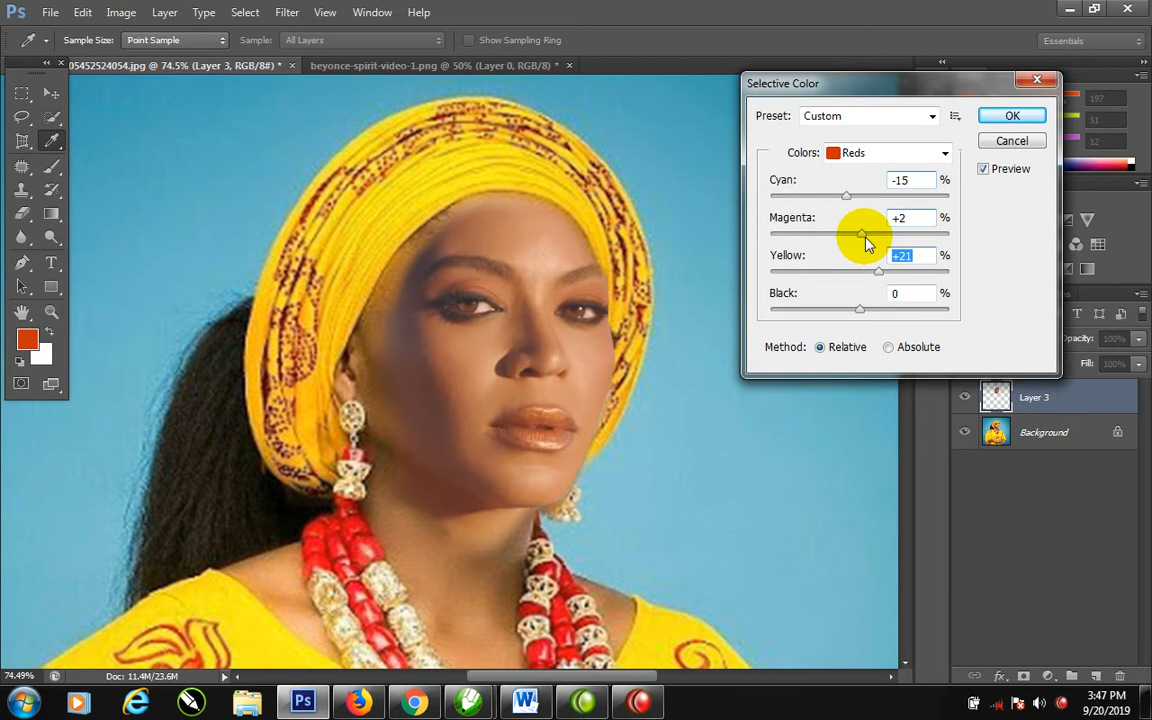 Ps File Edit Image Layer Type Select Filter View Window Help
Sample Size: Point Sample Sample: All Layers Show Sampling Ring Essentials
05452524054.jpg @ 74.5% (Layer 3, RGB/8#) * × beyonce-spirit-video-1.png @ 50% (Layer 0, RGB/8) * ×
Selective Color
Preset: Custom OK
Cancel
Colors: Reds
Preview
Cyan: -15 %
Magenta: +2 %
Yellow: +21 %
Black: 0 %
Method: Relative Absolute
197
51
12
Opacity: 100%
Fill: 100%
Layer 3
Background
74.49% Doc: 11.4M/23.6M
fx
Ps
3:47 PM
9/20/2019